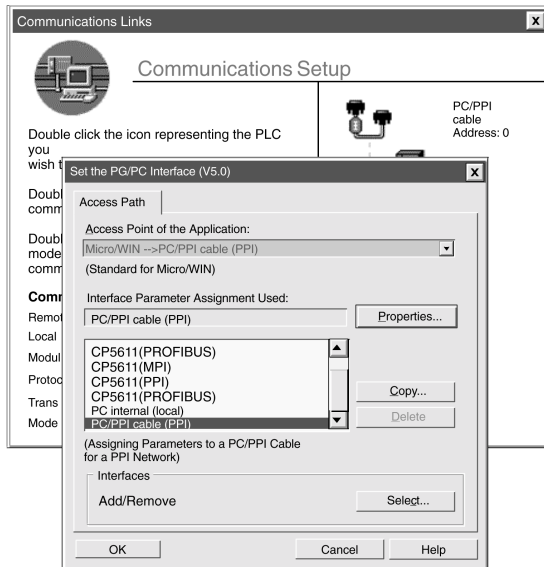 Communications Links
x
Communications Setup
PC/PPI
cable
Address: 0
Double click the icon representing the PLC
you
wish t
Doubl
comm
Doubl
mode
comm
Comm
Remot
Local
Modul
Protoc
Trans
Mode
Set the PG/PC Interface (V5.0)
x
Access Path
Access Point of the Application:
Micro/WIN -->PC/PPI cable (PPI)
(Standard for Micro/WIN)
Interface Parameter Assignment Used:
PC/PPI cable (PPI)
Properties...
CP5611(PROFIBUS)
CP5611(MPI)
CP5611(PPI)
CP5611(PROFIBUS)
PC internal (local)
PC/PPI cable (PPI)
Copy...
Delete
(Assigning Parameters to a PC/PPI Cable
for a PPI Network)
Interfaces
Add/Remove
Select...
OK
Cancel
Help